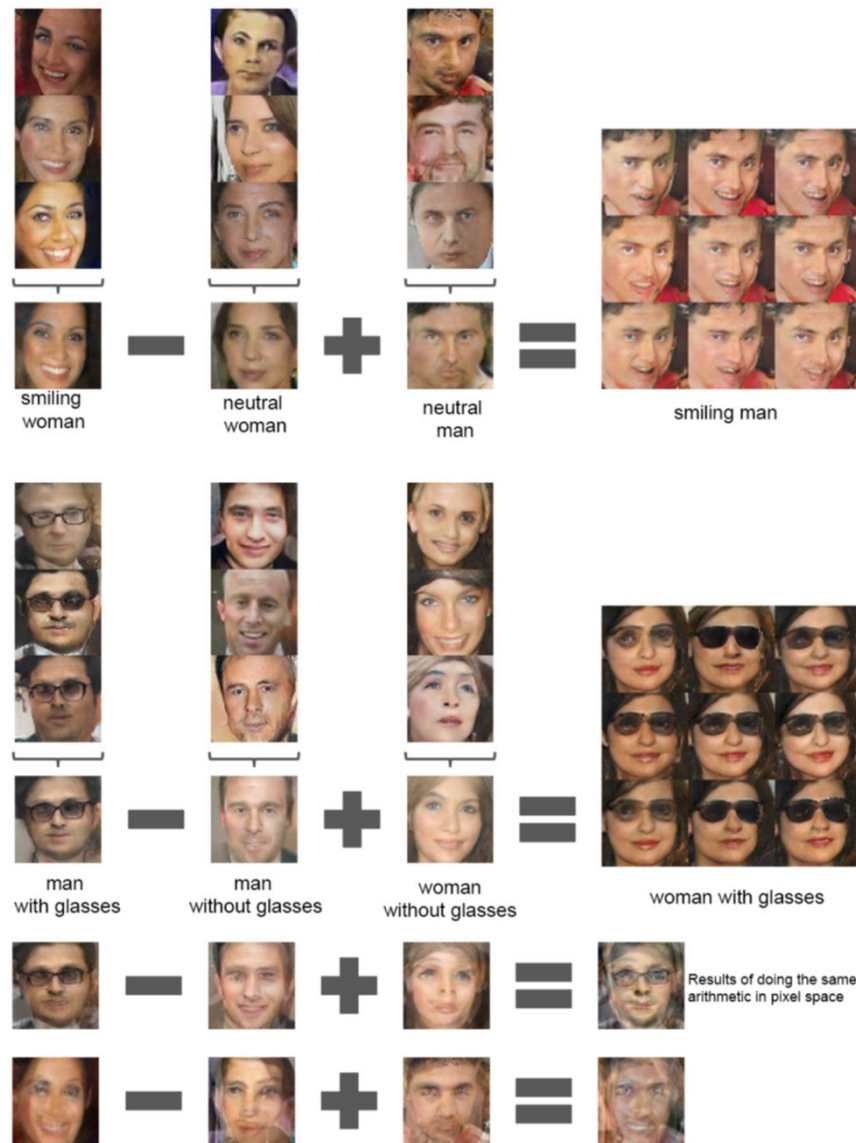 smiling
woman
neutral
woman
neutral
man
smiling man
man
with glasses
man
without glasses
woman
without glasses
woman with glasses
Results of doing the same
arithmetic in pixel space